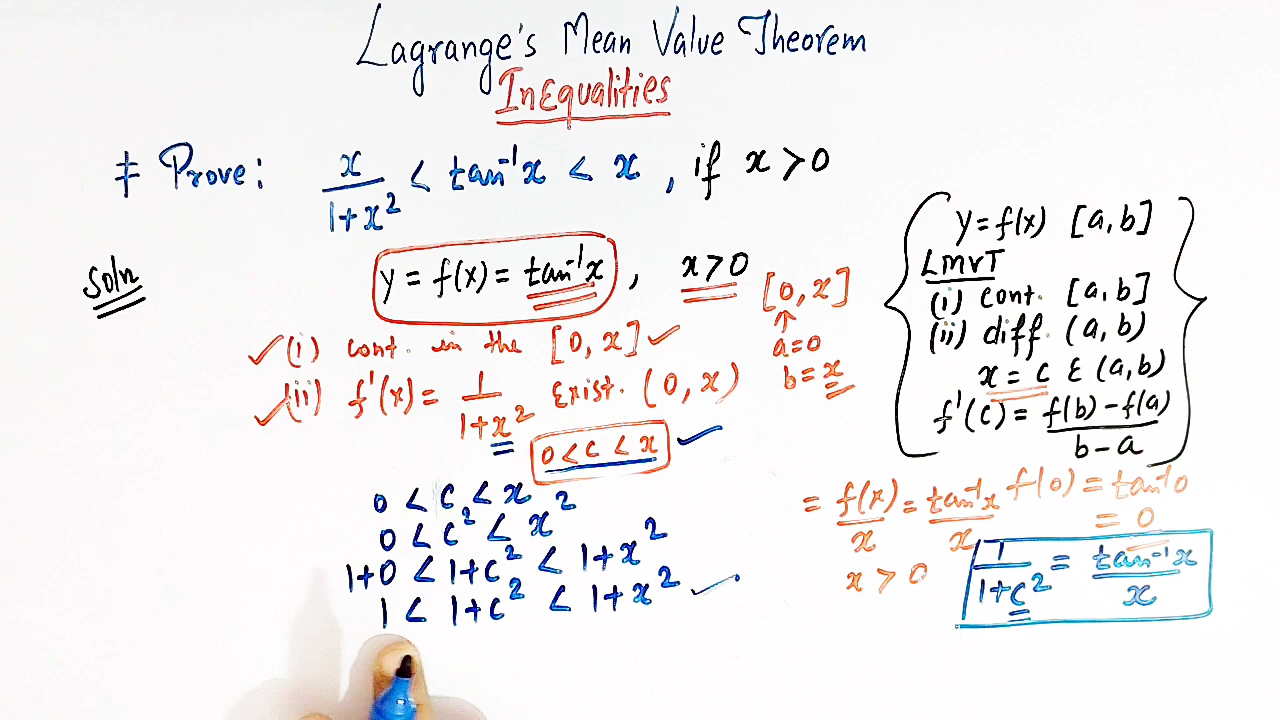 Lagrange's Mean Value Theorem
InEqualities
# Prove: x/1+x² < tan⁻¹x < x , if x > 0
Soln
y = f(x) = tan⁻¹x , x > 0
[0, x]
a = 0
b = x
(i) cont. in the [0, x]
(ii) f'(x) = 1/1+x² Exist. (0, x)
0 < c < x
0 < c < x
0 < c² < x²
1+0 < 1+c² < 1+x²
1 < 1+c² < 1+x²
y = f(x) [a, b]
LMVT
(i) cont. [a, b]
(ii) diff. (a, b)
x = c ε (a, b)
f'(c) = f(b) - f(a)/b - a
= f(x)/x = tan⁻¹x/x
f(0) = tan⁻¹0
= 0
x > 0
1/1+c² = tan⁻¹x/x